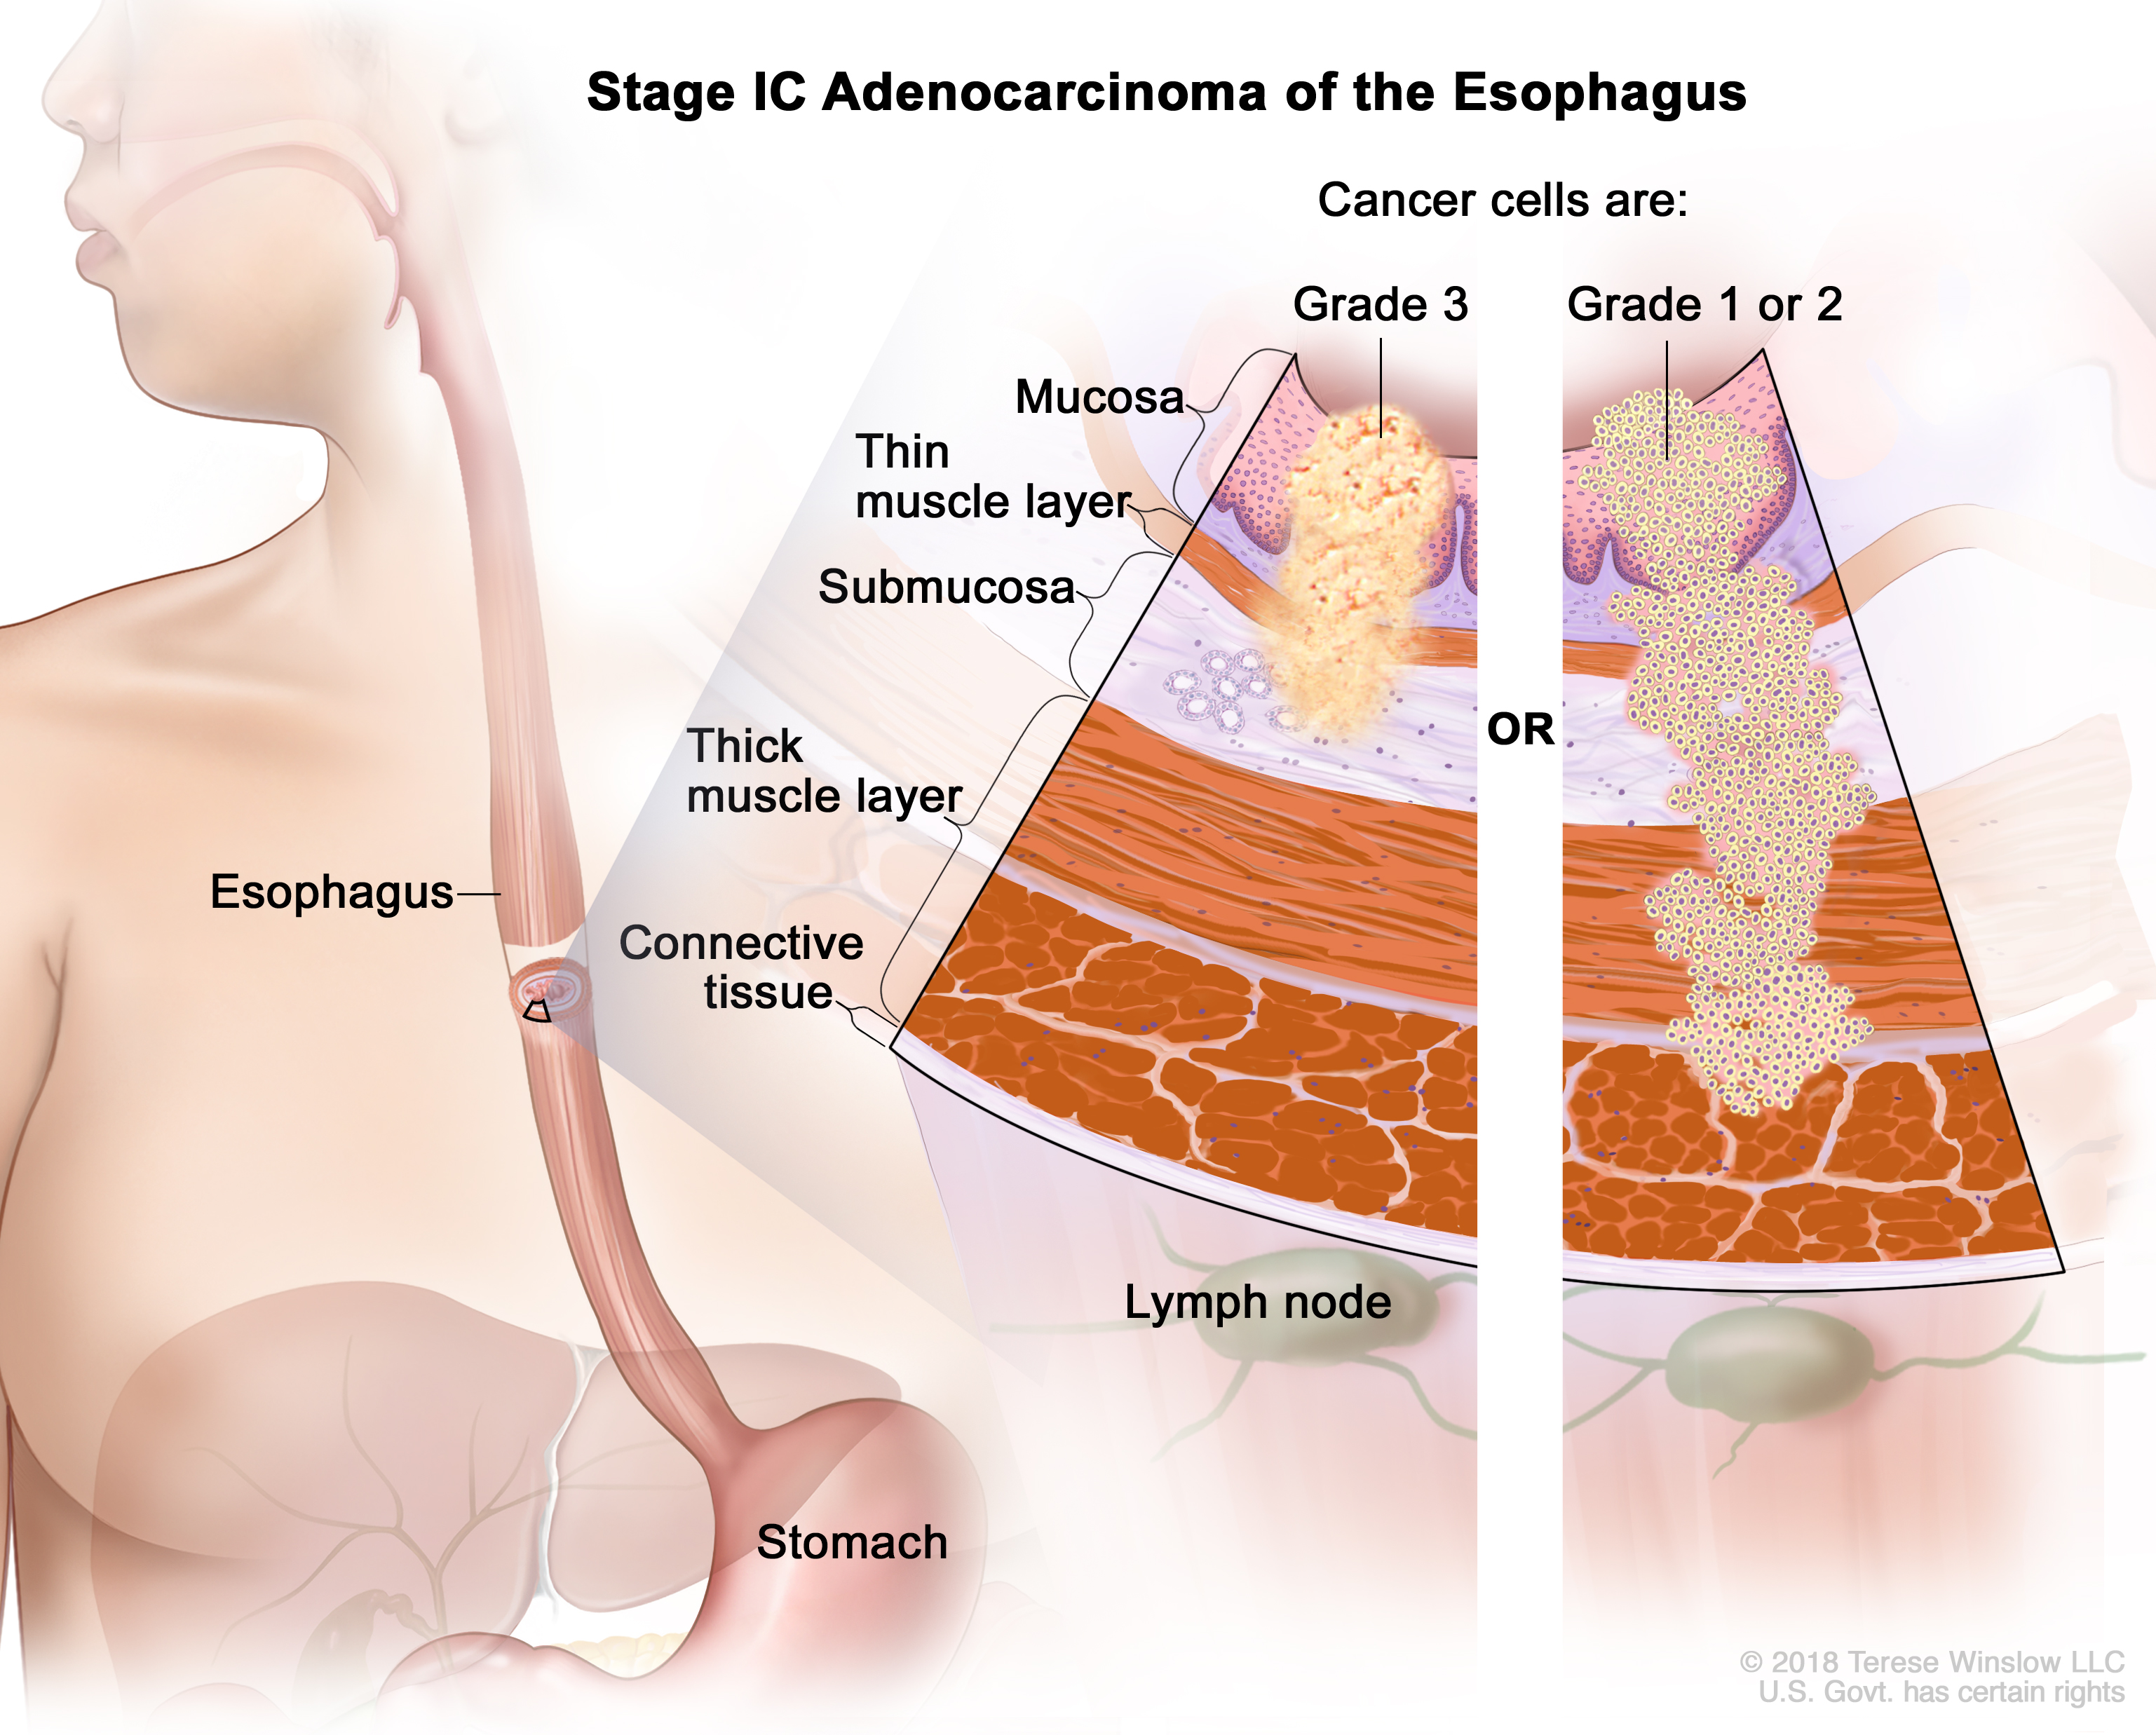 Stage IC Adenocarcinoma of the Esophagus
Cancer cells are:
Grade 3
Grade 1 or 2
Mucosa
Thin
muscle layer
Submucosa
Thick
muscle layer
OR
Esophagus
Connective
tissue
Lymph node
Stomach
© 2018 Terese Winslow LLC
U.S. Govt. has certain rights